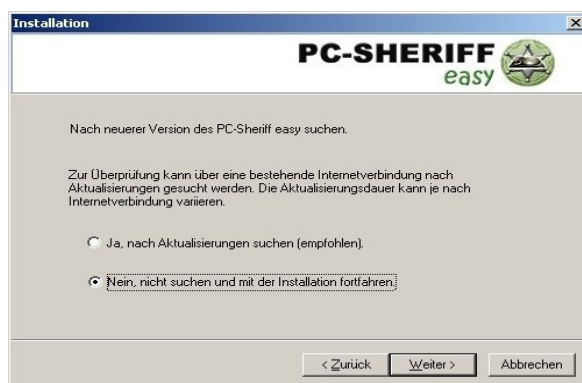 Installation
PC-SHERIFF
easy
Nach neuerer Version des PC-Sheriff easy suchen.
Zur Überprüfung kann über eine bestehende Internetverbindung nach
Aktualisierungen gesucht werden. Die Aktualisierungsdauer kann je nach
Internetverbindung variieren.
Ja, nach Aktualisierungen suchen (empfohlen).
Nein, nicht suchen und mit der Installation fortfahren.
< Zurück Weiter > Abbrechen